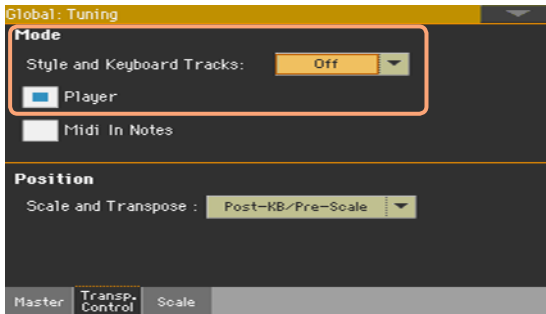 Global: Tuning
Mode
Style and Keyboard Tracks: Off
Player
Midi In Notes
Position
Scale and Transpose : Post-KB/Pre-Scale
Master Transp. Control Scale